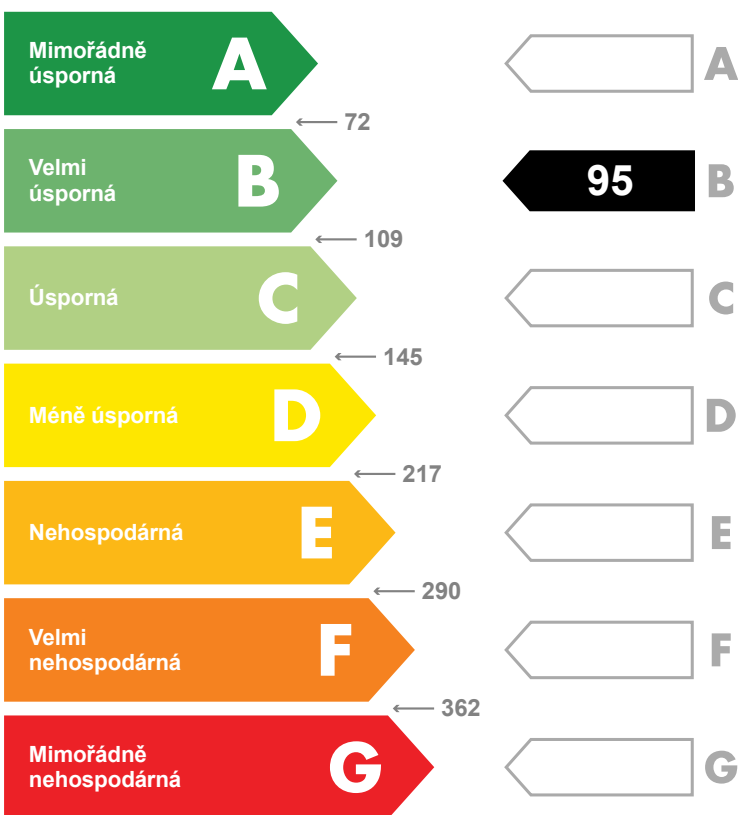 Mimořádně
úsporná
A
A
72
Velmi
úsporná
B
95
B
109
Úsporná
C
C
145
Méně úsporná
D
D
217
Nehospodárná
E
E
290
Velmi
nehospodárná
F
F
362
Mimořádně
nehospodárná
G
G